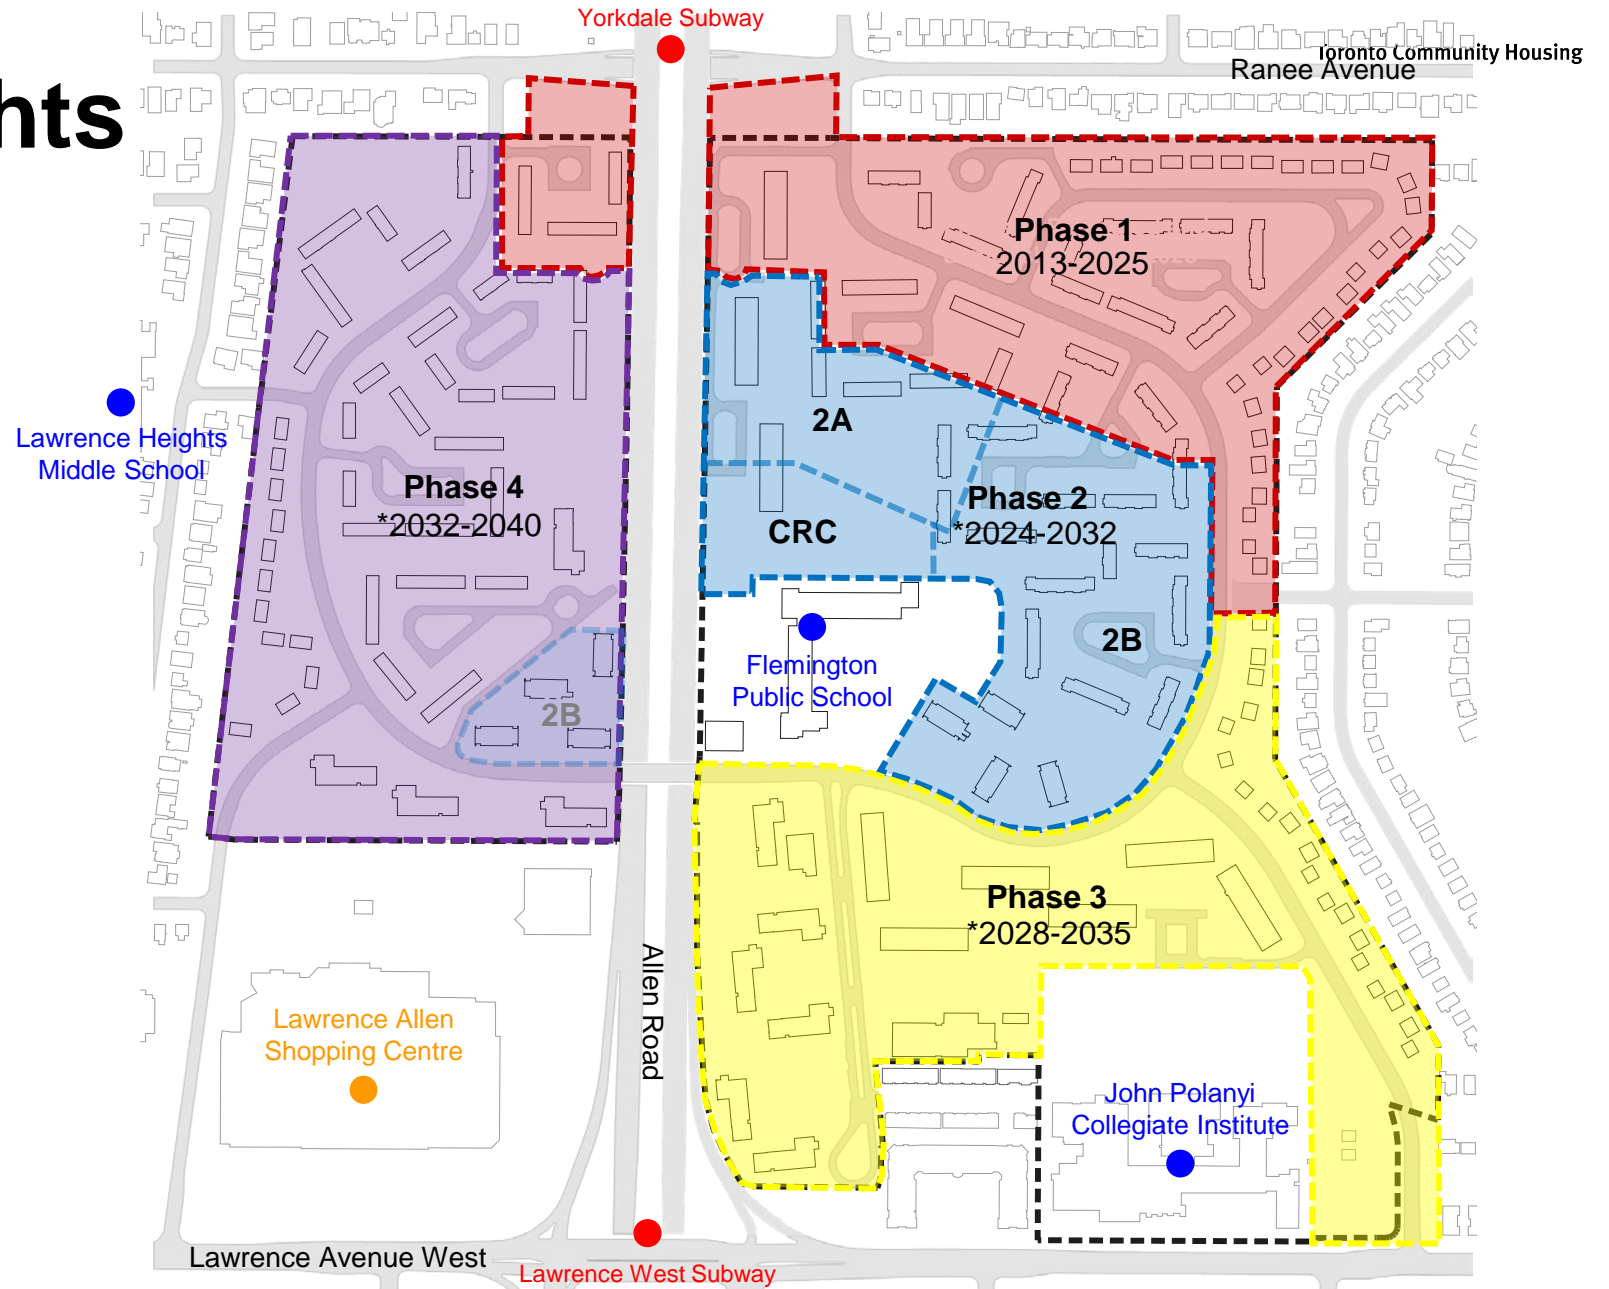 Yorkdale Subway
Toronto Community Housing
Ranee Avenue
hts
Phase 1
2013-2025
2A
Lawrence Heights
Middle School
Phase 4
*2032-2040
Phase 2
*2024-2032
CRC
2B
Flemington
Public School
2B
Phase 3
*2028-2035
Allen Road
Lawrence Allen
Shopping Centre
John Polanyi
Collegiate Institute
Lawrence Avenue West
Lawrence West Subway